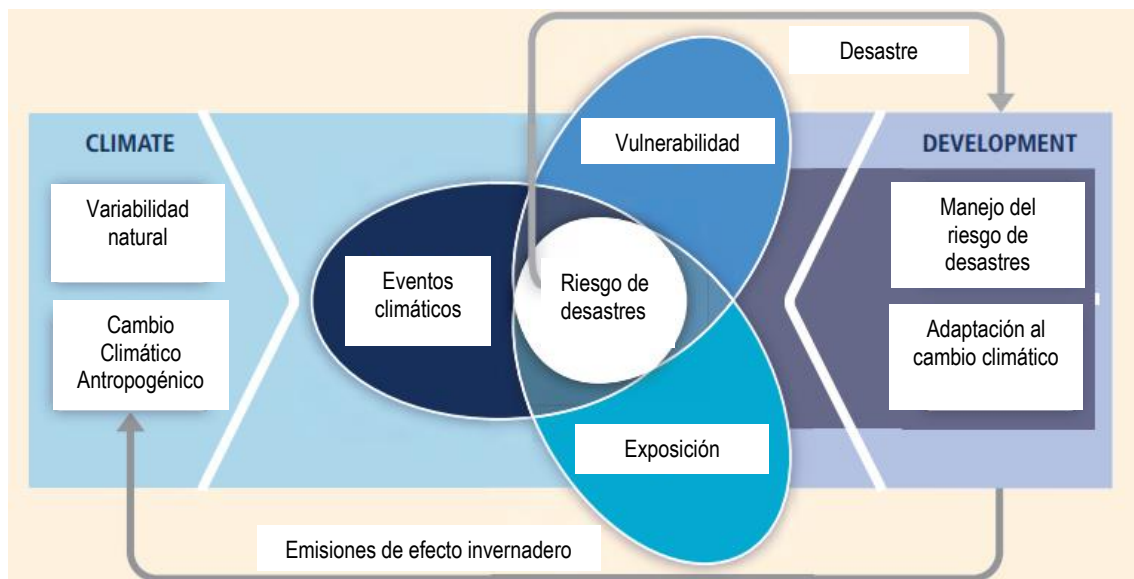 Desastre
CLIMATE
Vulnerabilidad
DEVELOPMENT
Variabilidad
natural
Manejo del
riesgo de
desastres
Eventos
climáticos
Riesgo de
desastres
Cambio
Climático
Antropogénico
Adaptación al
cambio climático
Exposición
Emisiones de efecto invernadero